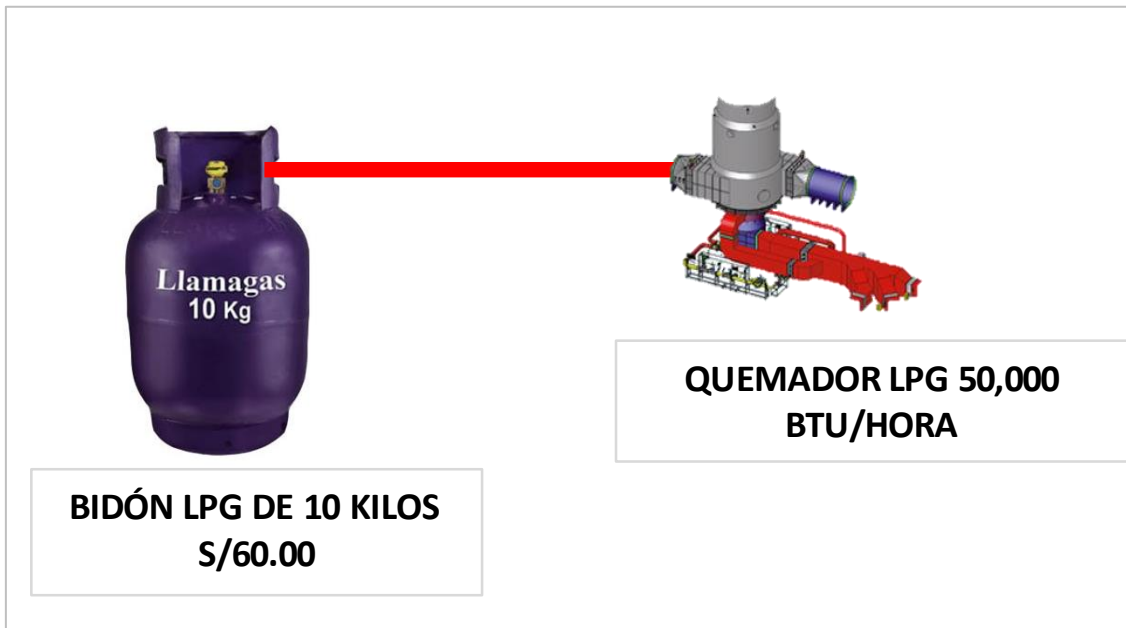 Llamagas
10 Kg
QUEMADOR LPG 50,000
BTU/HORA
BIDÓN LPG DE 10 KILOS
S/60.00